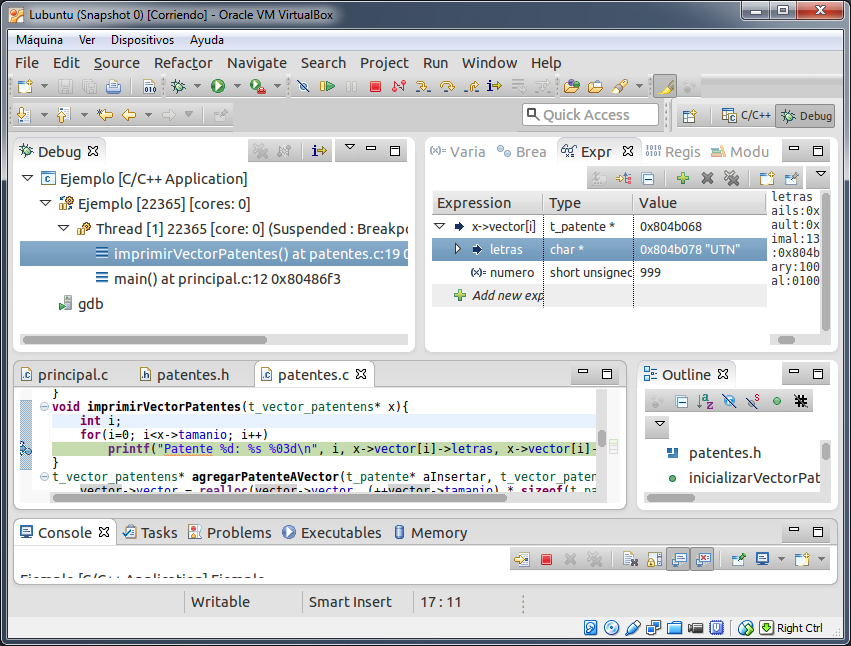 Lubuntu (Snapshot 0) [Corriendo] - Oracle VM VirtualBox
Máquina Ver Dispositivos Ayuda
File Edit Source Refactor Navigate Search Project Run Window Help
Quick Access
C/C++ Debug
Debug
Ejemplo [C/C++ Application]
Ejemplo [22365] [cores: 0]
Thread [1] 22365 [core: 0] (Suspended : Breakpo
imprimirVectorPatentes() at patentes.c:19 0
main() at principal.c:12 0x80486f3
gdb
(x)= Varia Brea Expr Regis Modu
Expression Type Value
x->vector[i] t_patente * 0x804b068
letras char * 0x804b078 "UTN"
(x)= numero short unsigned 999
Add new exp
letras
ails:0x
ault:0x
imal:13
:0x804b
ary:100
al:0100
principal.c patentes.h patentes.c
}
void imprimirVectorPatentes(t_vector_patentens* x){
int i;
for(i=0; i<x->tamanio; i++)
printf("Patente %d: %s %03d\n", i, x->vector[i]->letras, x->vector[i]-
}
t_vector_patentens* agregarPatenteAVector(t_patente* aInsertar, t_vector_paten
vector->vector = realloc(vector->vector, (++vector->tamanio) * sizeof(t_pa
Outline
patentes.h
inicializarVectorPat
Console Tasks Problems Executables Memory
Ejemplo [C/C++ Application] Ejemplo
Writable Smart Insert 17 : 11
Right Ctrl